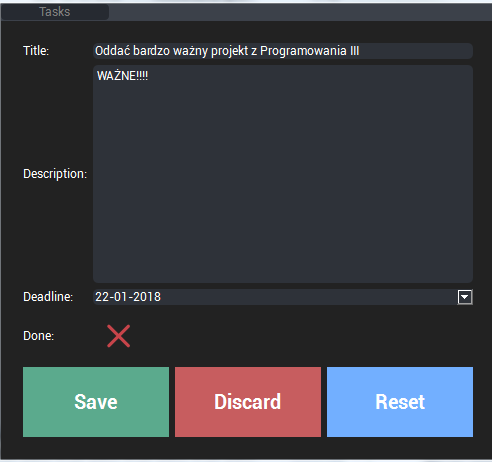 Tasks
Title: Oddać bardzo ważny projekt z Programowania III
WAŻNE!!!!
Description:
Deadline: 22-01-2018
Done:
Save Discard Reset